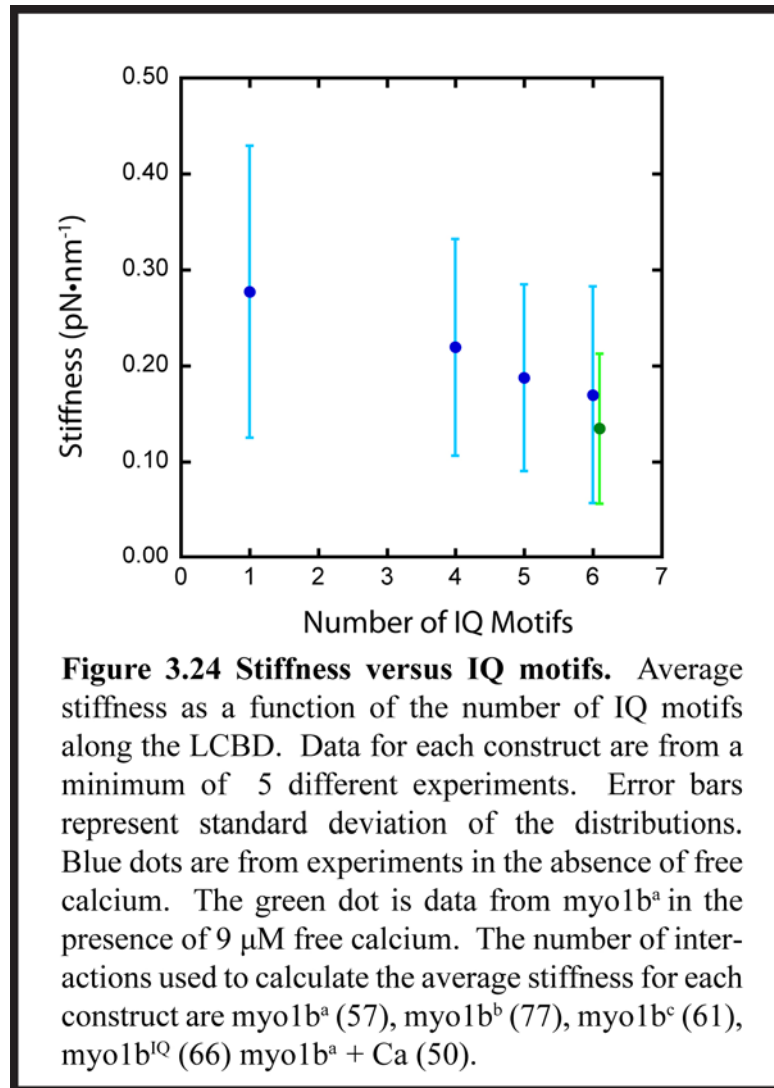 0.50
0.40
0.30
0.20
0.10
0.00
Stiffness (pN•nm⁻¹)
0 1 2 3 4 5 6 7
Number of IQ Motifs
Figure 3.24 Stiffness versus IQ motifs. Average
stiffness as a function of the number of IQ motifs
along the LCBD. Data for each construct are from a
minimum of 5 different experiments. Error bars
represent standard deviation of the distributions.
Blue dots are from experiments in the absence of free
calcium. The green dot is data from myo1bᵃ in the
presence of 9 μM free calcium. The number of inter-
actions used to calculate the average stiffness for each
construct are myo1bᵃ (57), myo1bᵇ (77), myo1bᶜ (61),
myo1b^IQ (66) myo1bᵃ + Ca (50).